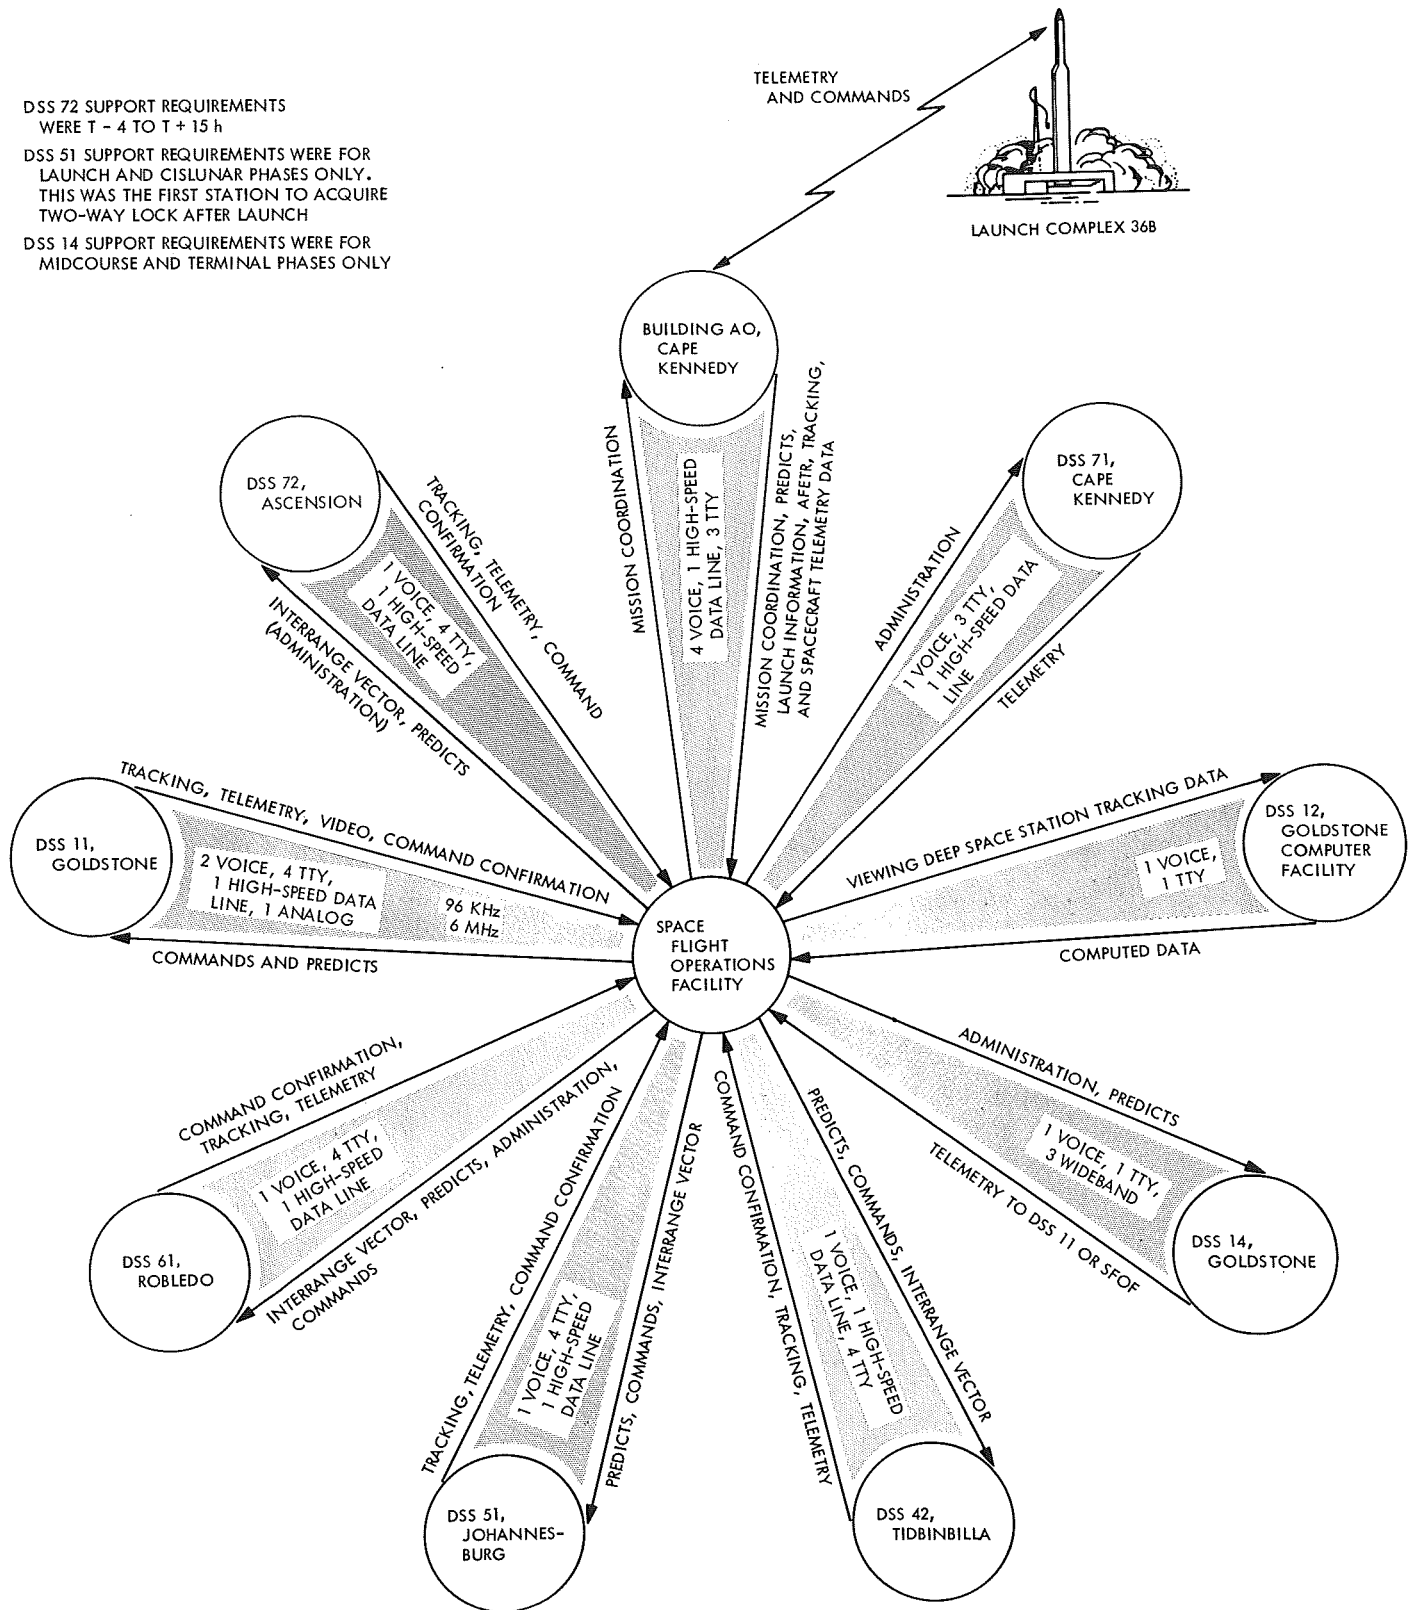 TELEMETRY
AND COMMANDS
DSS 72 SUPPORT REQUIREMENTS
WERE T - 4 TO T + 15 h
DSS 51 SUPPORT REQUIREMENTS WERE FOR
LAUNCH AND CISLUNAR PHASES ONLY.
THIS WAS THE FIRST STATION TO ACQUIRE
TWO-WAY LOCK AFTER LAUNCH
DSS 14 SUPPORT REQUIREMENTS WERE FOR
MIDCOURSE AND TERMINAL PHASES ONLY
LAUNCH COMPLEX 36B
BUILDING AO,
CAPE
KENNEDY
MISSION COORDINATION
4 VOICE, 1 HIGH-SPEED
DATA LINE, 3 TTY
MISSION COORDINATION, PREDICTS,
LAUNCH INFORMATION, AFETR, TRACKING,
AND SPACECRAFT TELEMETRY DATA
DSS 72,
ASCENSION
TRACKING, TELEMETRY, COMMAND
CONFIRMATION
1 VOICE, 4 TTY,
1 HIGH-SPEED
DATA LINE
INTERRANGE VECTOR, PREDICTS
(ADMINISTRATION)
DSS 71,
CAPE
KENNEDY
ADMINISTRATION
1 VOICE, 3 TTY,
1 HIGH-SPEED DATA
LINE
TELEMETRY
DSS 11,
GOLDSTONE
TRACKING, TELEMETRY, VIDEO, COMMAND CONFIRMATION
2 VOICE, 4 TTY,
1 HIGH-SPEED DATA
LINE, 1 ANALOG
96 KHz
6 MHz
COMMANDS AND PREDICTS
VIEWING DEEP SPACE STATION TRACKING DATA
1 VOICE,
1 TTY
COMPUTED DATA
DSS 12,
GOLDSTONE
COMPUTER
FACILITY
SPACE
FLIGHT
OPERATIONS
FACILITY
COMMAND CONFIRMATION,
TRACKING, TELEMETRY
1 VOICE, 4 TTY,
1 HIGH-SPEED
DATA LINE
INTERRANGE VECTOR, PREDICTS, ADMINISTRATION,
COMMANDS
DSS 61,
ROBLEDO
TRACKING, TELEMETRY, COMMAND CONFIRMATION
1 VOICE, 4 TTY,
1 HIGH-SPEED
DATA LINE
PREDICTS, COMMANDS, INTERRANGE VECTOR
DSS 51,
JOHANNES-
BURG
COMMAND CONFIRMATION, TRACKING, TELEMETRY
1 VOICE, 1 HIGH-SPEED
DATA LINE, 4 TTY
PREDICTS, COMMANDS, INTERRANGE VECTOR
DSS 42,
TIDBINBILLA
ADMINISTRATION, PREDICTS
1 VOICE, 1 TTY,
3 WIDEBAND
TELEMETRY TO DSS 11 OR SFOF
DSS 14,
GOLDSTONE